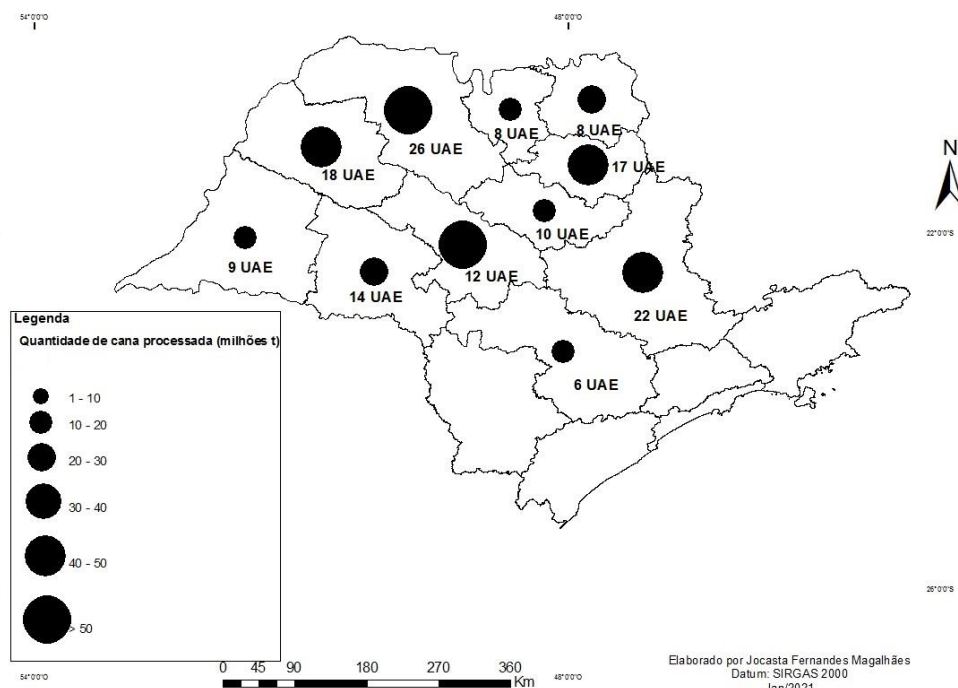 54°0'0"O
48°0'0"O
N
26 UAE
8 UAE
8 UAE
18 UAE
17 UAE
10 UAE
22°0'0"S
9 UAE
14 UAE
12 UAE
22 UAE
6 UAE
Legenda
Quantidade de cana processada (milhões t)
1 - 10
10 - 20
20 - 30
30 - 40
40 - 50
> 50
26°0'0"S
54°0'0"O
0 45 90 180 270 360
Km
48°0'0"O
Elaborado por Jocasta Fernandes Magalhães
Datum: SIRGAS 2000
Jan/2021